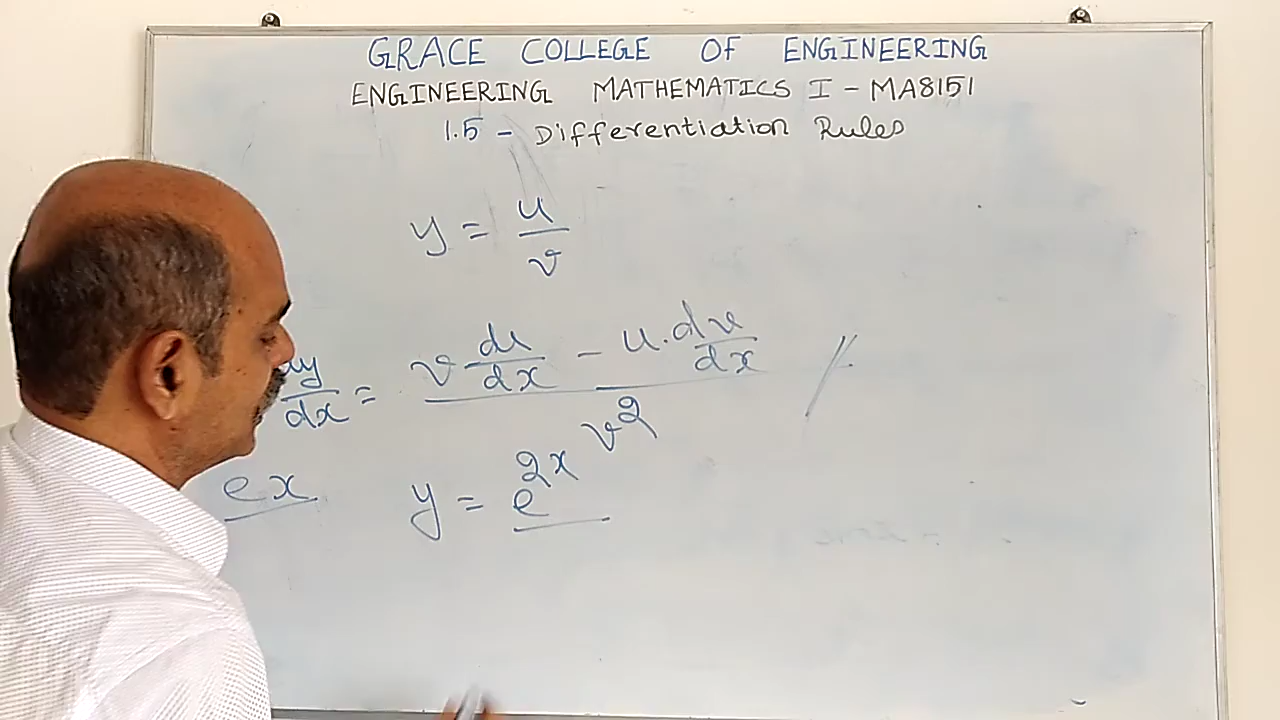 GRACE COLLEGE OF ENGINEERING
ENGINEERING MATHEMATICS I - MA8151
1.5 - Differentiation Rules
y = u/v
dy/dx = (v du/dx - u. dv/dx) / v²
ex y = e^2x